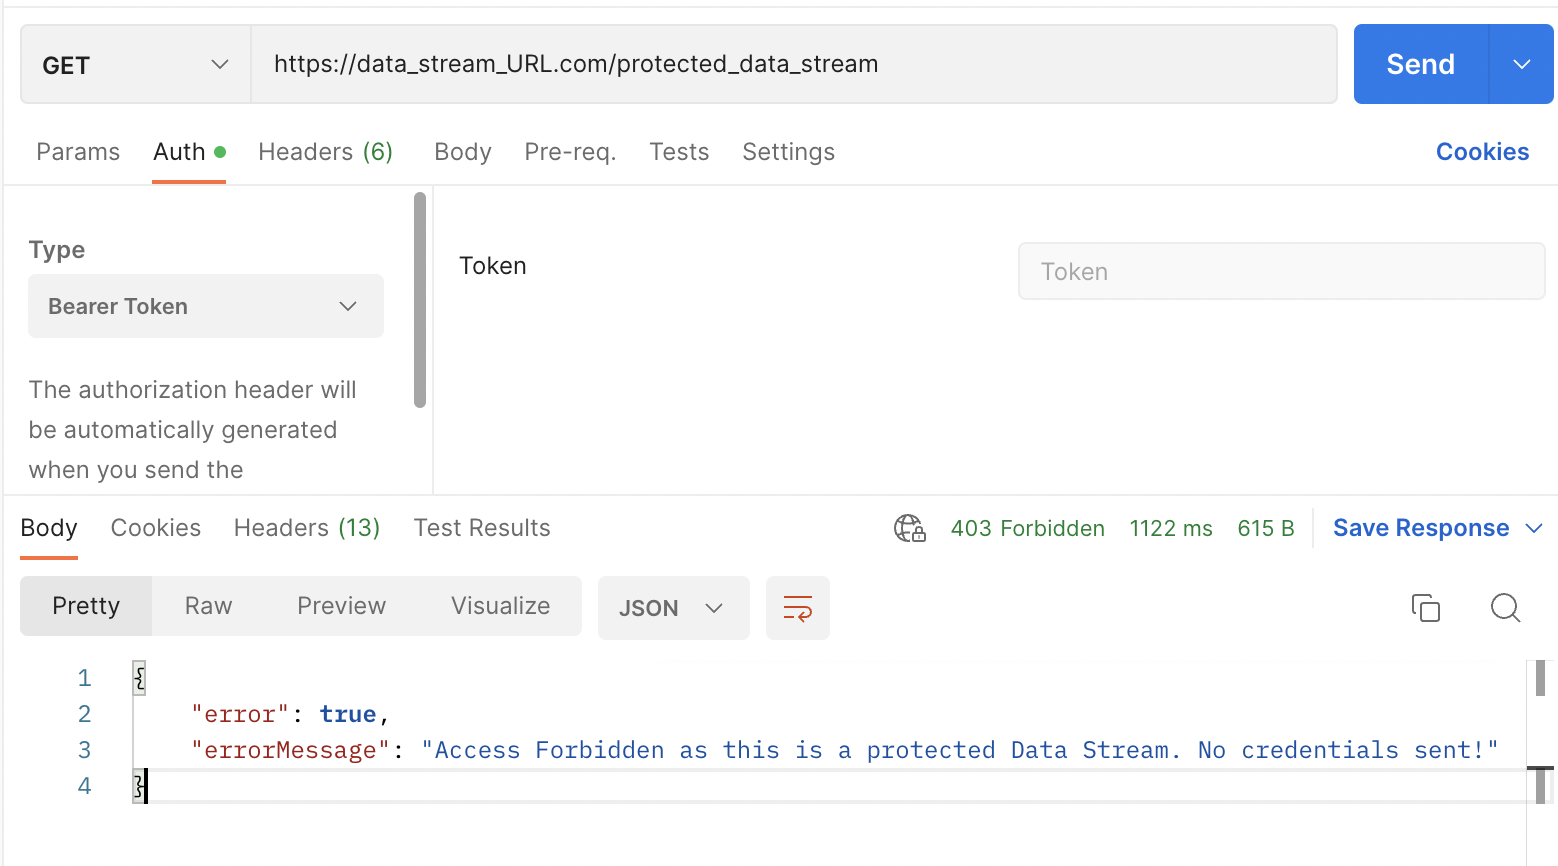 GET https://data_stream_URL.com/protected_data_stream Send
Params Auth Headers (6) Body Pre-req. Tests Settings Cookies
Type
Token Token
Bearer Token
The authorization header will
be automatically generated
when you send the
Body Cookies Headers (13) Test Results 403 Forbidden 1122 ms 615 B Save Response
Pretty Raw Preview Visualize JSON
1 {
2 "error": true,
3 "errorMessage": "Access Forbidden as this is a protected Data Stream. No credentials sent!"
4 }